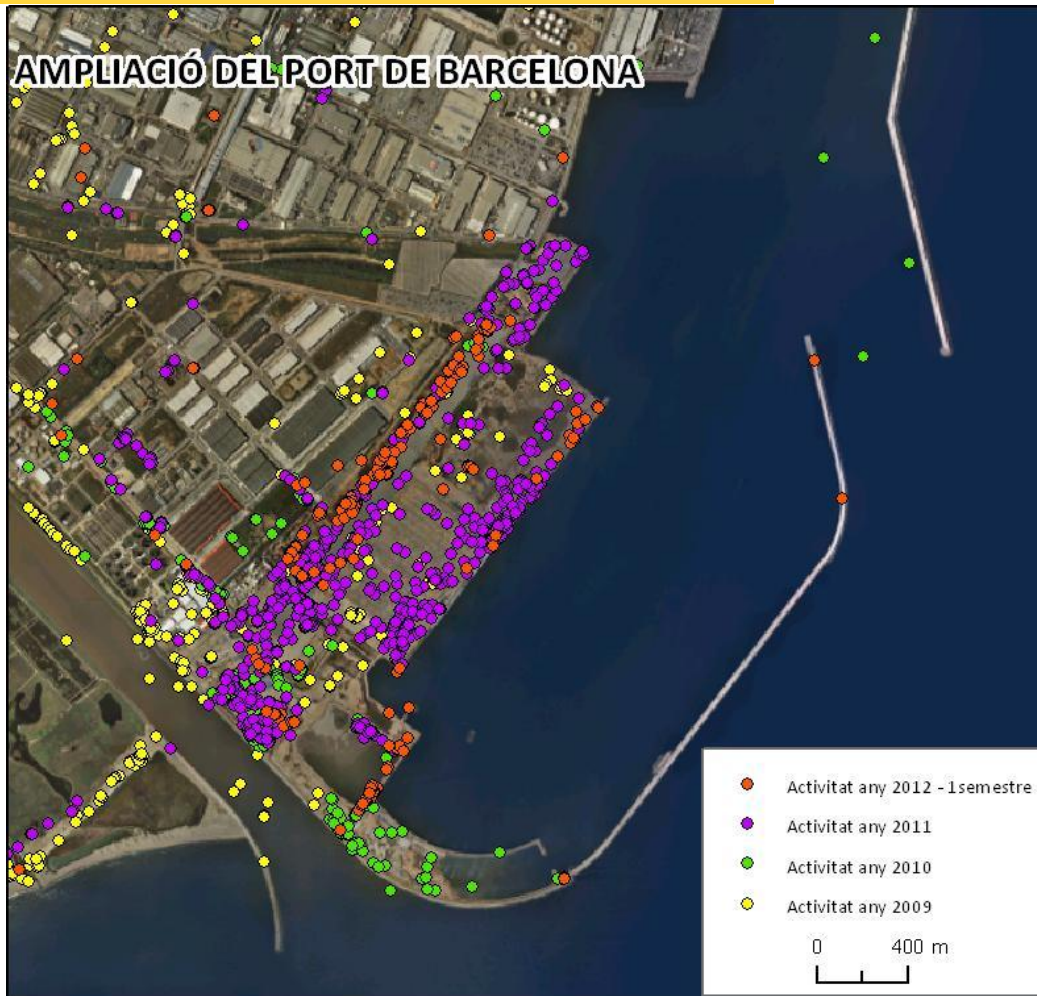 AMPLIACIÓ DEL PORT DE BARCELONA
Activitat any 2012 - 1semestre
Activitat any 2011
Activitat any 2010
Activitat any 2009
0 400 m